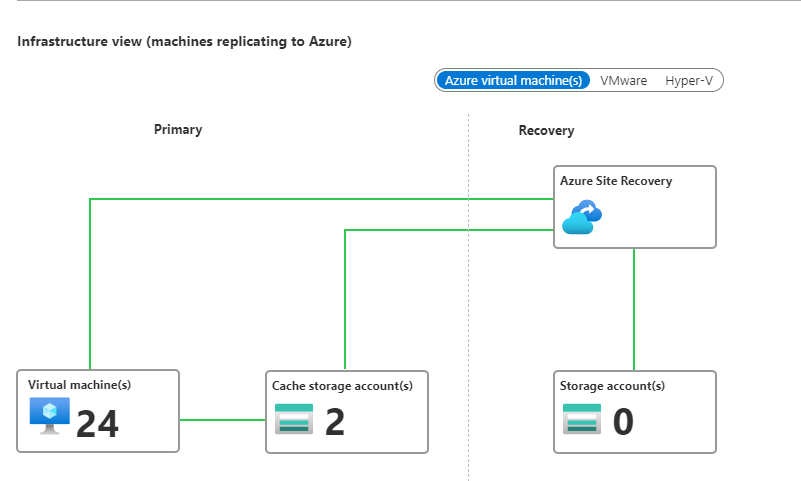 Infrastructure view (machines replicating to Azure)
Azure virtual machine(s) VMware Hyper-V
Primary
Recovery
Azure Site Recovery
Virtual machine(s)
24
Cache storage account(s)
2
Storage account(s)
0